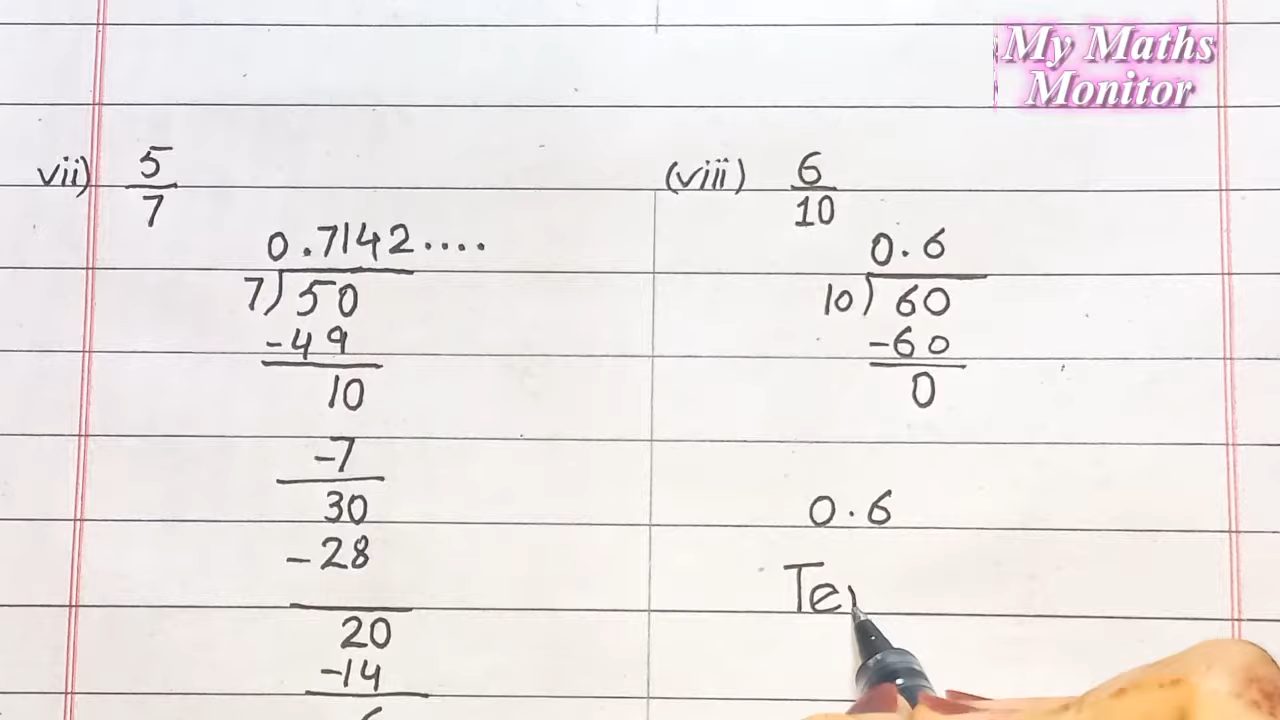 My Maths
Monitor
vii) 5/7
0.7142....
7) 50
-49
10
-7
30
-28
20
-14
(viii) 6/10
0.6
10) 60
-60
0
0.6
Te